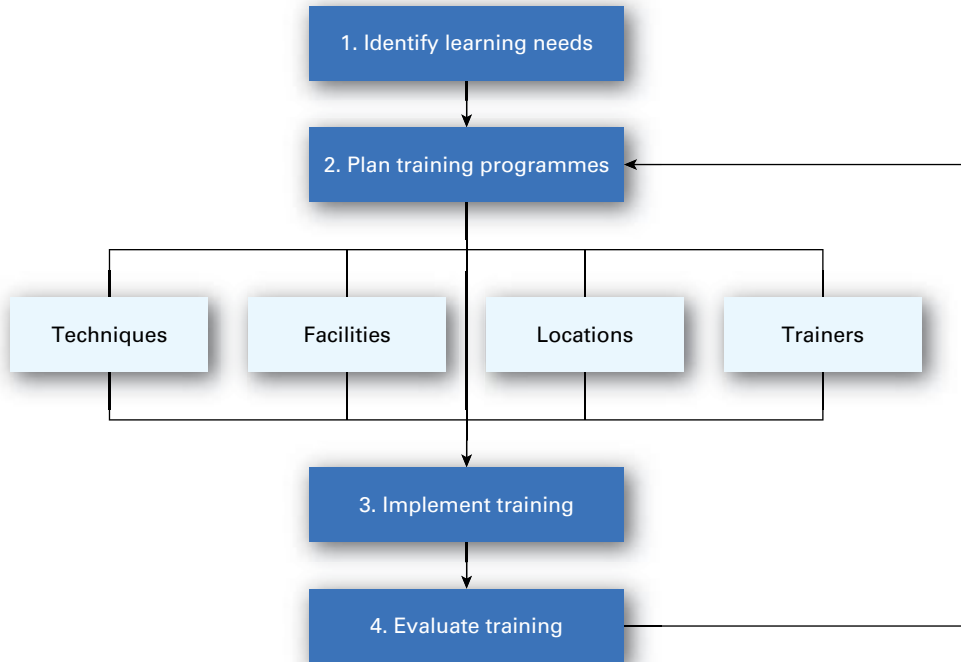 1. Identify learning needs
2. Plan training programmes
Techniques
Facilities
Locations
Trainers
3. Implement training
4. Evaluate training